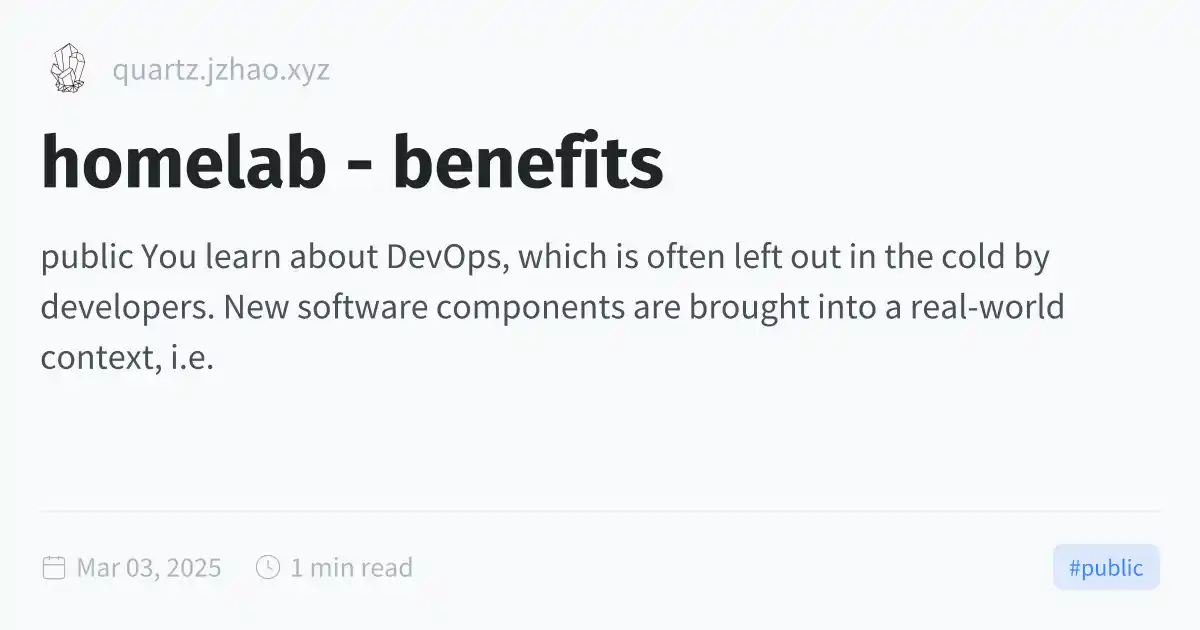 quartz.jzhao.xyz
homelab - benefits
public You learn about DevOps, which is often left out in the cold by
developers. New software components are brought into a real-world
context, i.e.
Mar 03, 2025
1 min read
#public